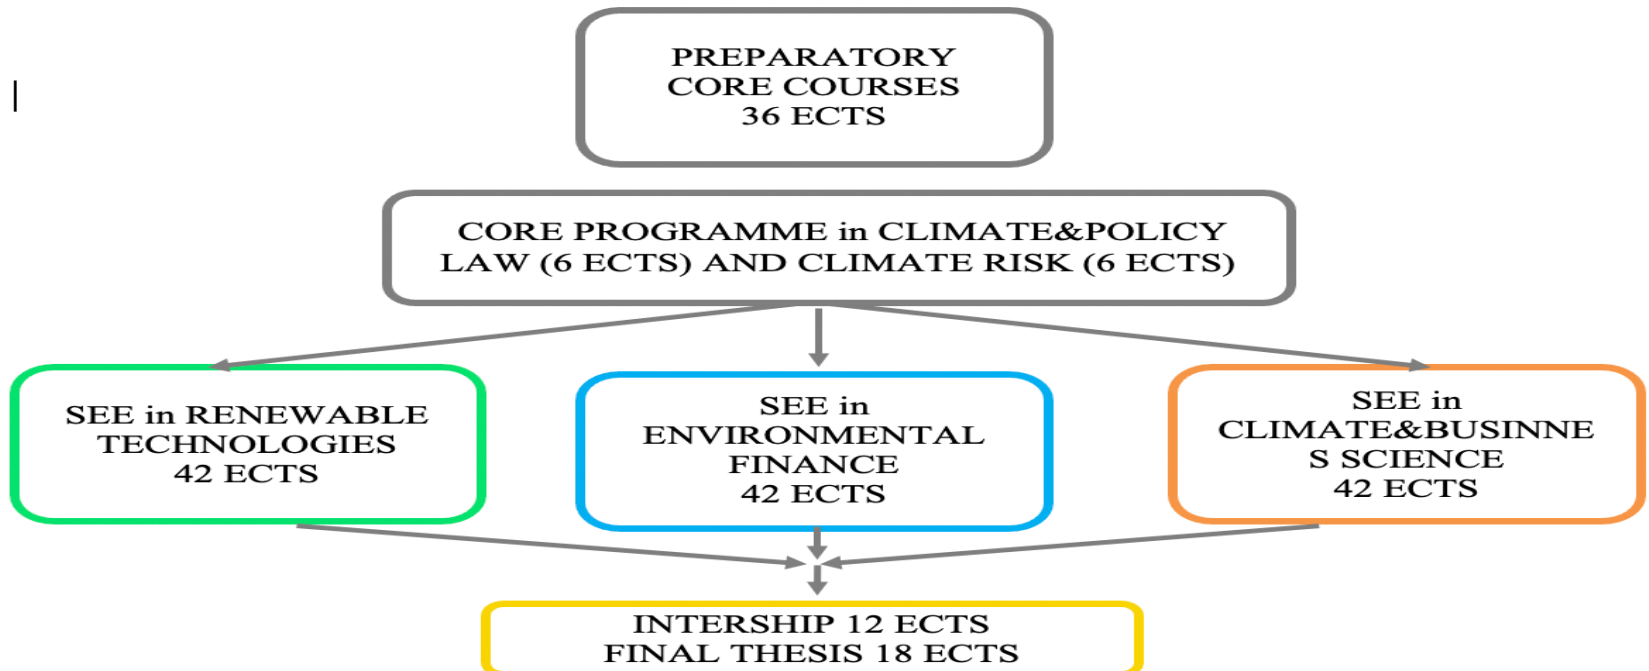 PREPARATORY
CORE COURSES
36 ECTS
CORE PROGRAMME in CLIMATE&POLICY
LAW (6 ECTS) AND CLIMATE RISK (6 ECTS)
SEE in RENEWABLE
TECHNOLOGIES
42 ECTS
SEE in
ENVIRONMENTAL
FINANCE
42 ECTS
SEE in
CLIMATE&BUSINNE
S SCIENCE
42 ECTS
INTERSHIP 12 ECTS
FINAL THESIS 18 ECTS